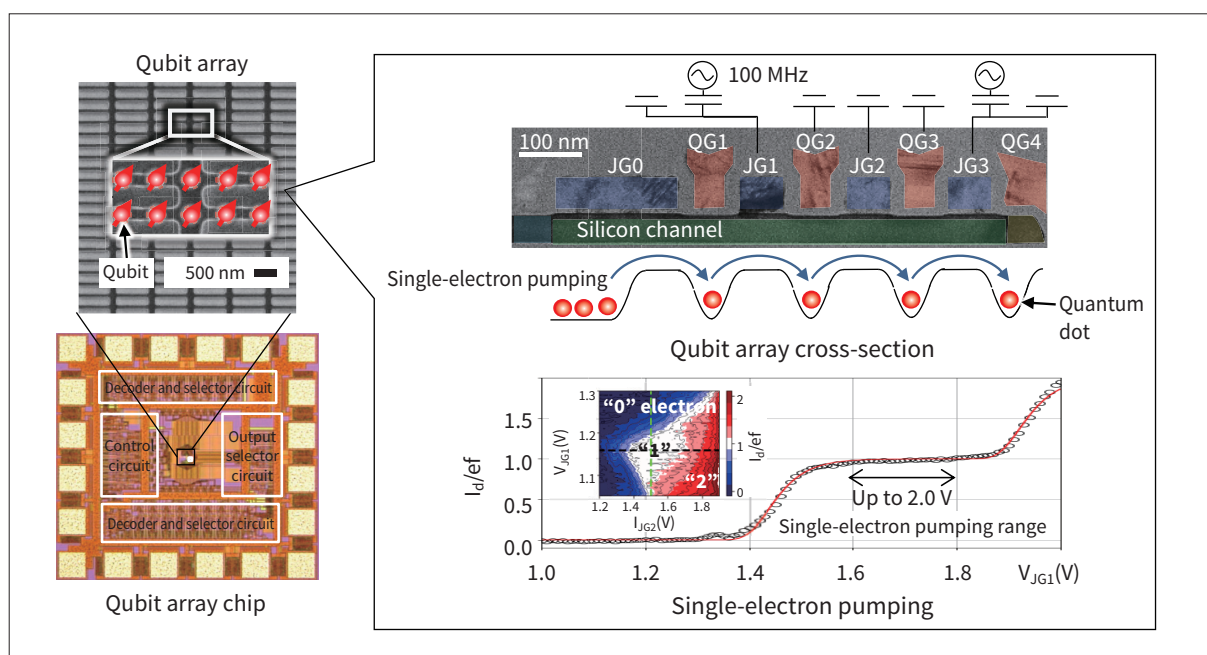 Qubit array
Qubit
500 nm
Decoder and selector circuit
Control
circuit
Output
selector
circuit
Decoder and selector circuit
Qubit array chip
100 MHz
100 nm
QG1
QG2
QG3
QG4
JG0
JG1
JG2
JG3
Silicon channel
Single-electron pumping
Quantum
dot
Qubit array cross-section
I_d/ef
1.5
1.0
0.5
0.0
1.0
1.2
1.4
1.6
1.8
V_JG1(V)
V_JG1(V)
1.3
1.2
1.1
"0" electron
"1"
"2"
1.2
1.4
1.6
1.8
I_JG2(V)
2
1
0
I_d/ef
Up to 2.0 V
Single-electron pumping range
Single-electron pumping